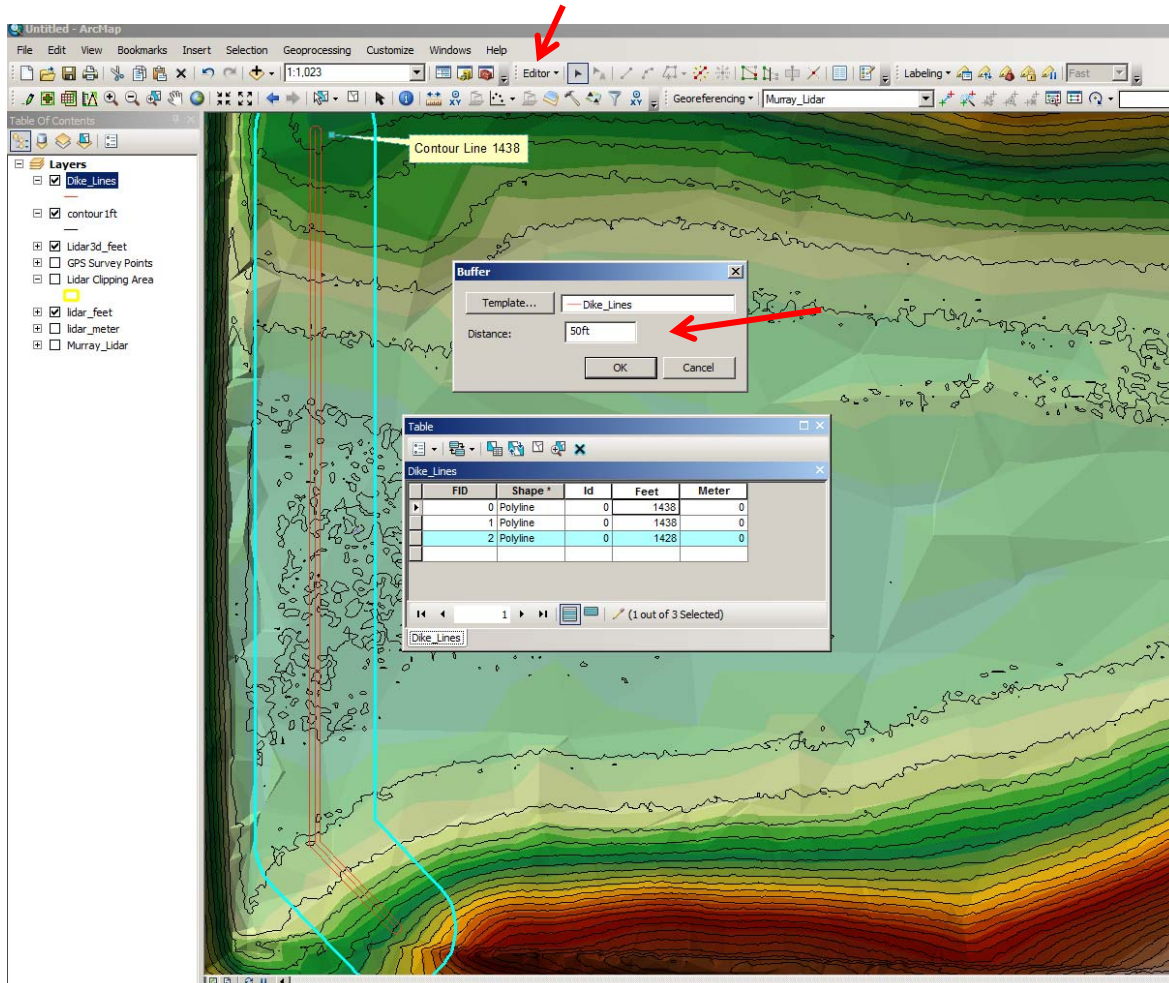 Untitled - ArcMap
File Edit View Bookmarks Insert Selection Geoprocessing Customize Windows Help
1:1,023 Editor Labeling Fast
Georeferencing Murray_Lidar
Table Of Contents
Layers
Dike_Lines
contour1ft
Lidar3d_feet
GPS Survey Points
Lidar Clipping Area
lidar_feet
lidar_meter
Murray_Lidar
Contour Line 1438
Buffer
Template... Dike_Lines
Distance: 50ft
OK Cancel
Table
Dike_Lines
FID Shape * Id Feet Meter
0 Polyline 0 1438 0
1 Polyline 0 1438 0
2 Polyline 0 1428 0
1 (1 out of 3 Selected)
Dike_Lines